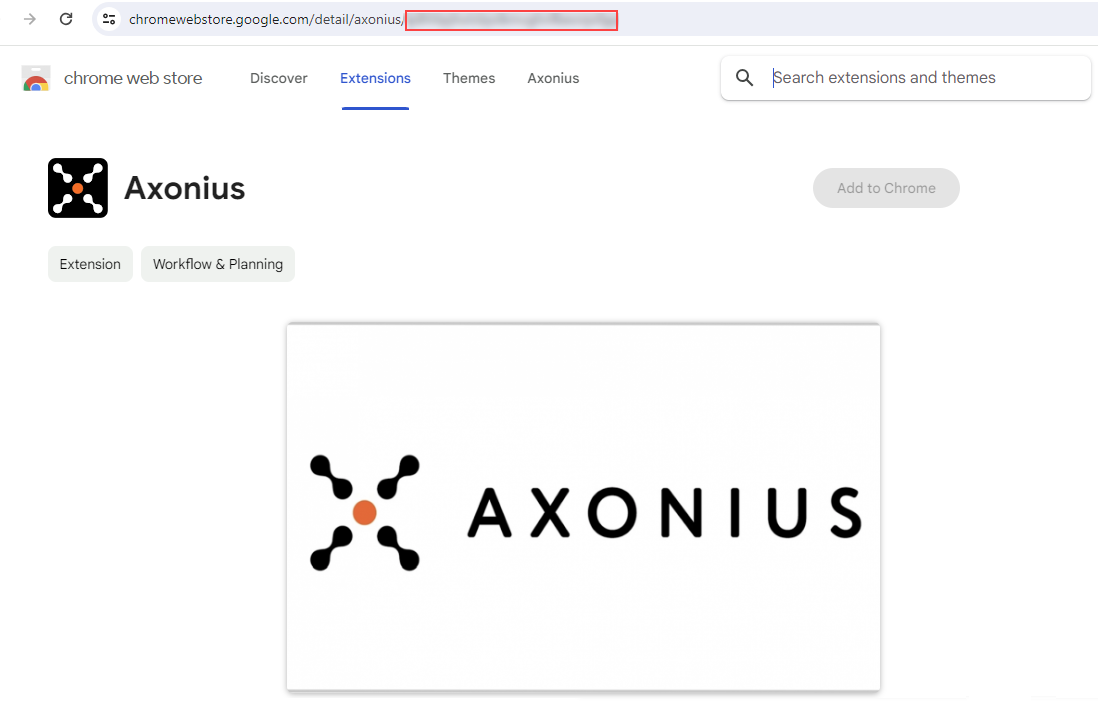 chromewebstore.google.com/detail/axonius/
chrome web store
Discover
Extensions
Themes
Axonius
Search extensions and themes
Axonius
Add to Chrome
Extension
Workflow & Planning
AXONIUS